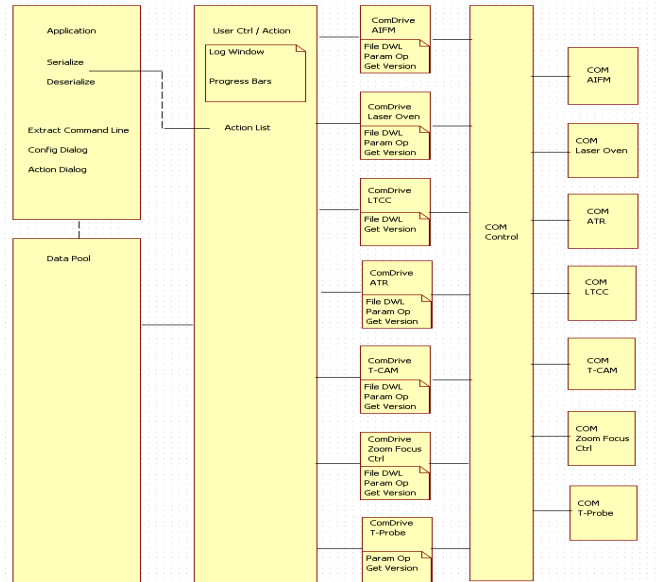 Application
Serialize
Deserialize
Extract Command Line
Config Dialog
Action Dialog
Data Pool
User Ctrl / Action
Log Window
Progress Bars
Action List
ComDrive
AIFM
File DWL
Param Op
Get Version
ComDrive
Laser Oven
File DWL
Param Op
Get Version
ComDrive
LTCC
File DWL
Get Version
ComDrive
ATR
File DWL
Param Op
Get Version
ComDrive
T-CAM
File DWL
Param Op
Get Version
ComDrive
Zoom Focus
Ctrl
File DWL
Param Op
Get Version
ComDrive
T-Probe
Param Op
Get Version
COM
Control
COM
AIFM
COM
Laser Oven
COM
ATR
COM
LTCC
COM
T-CAM
COM
Zoom Focus
Ctrl
COM
T-Probe